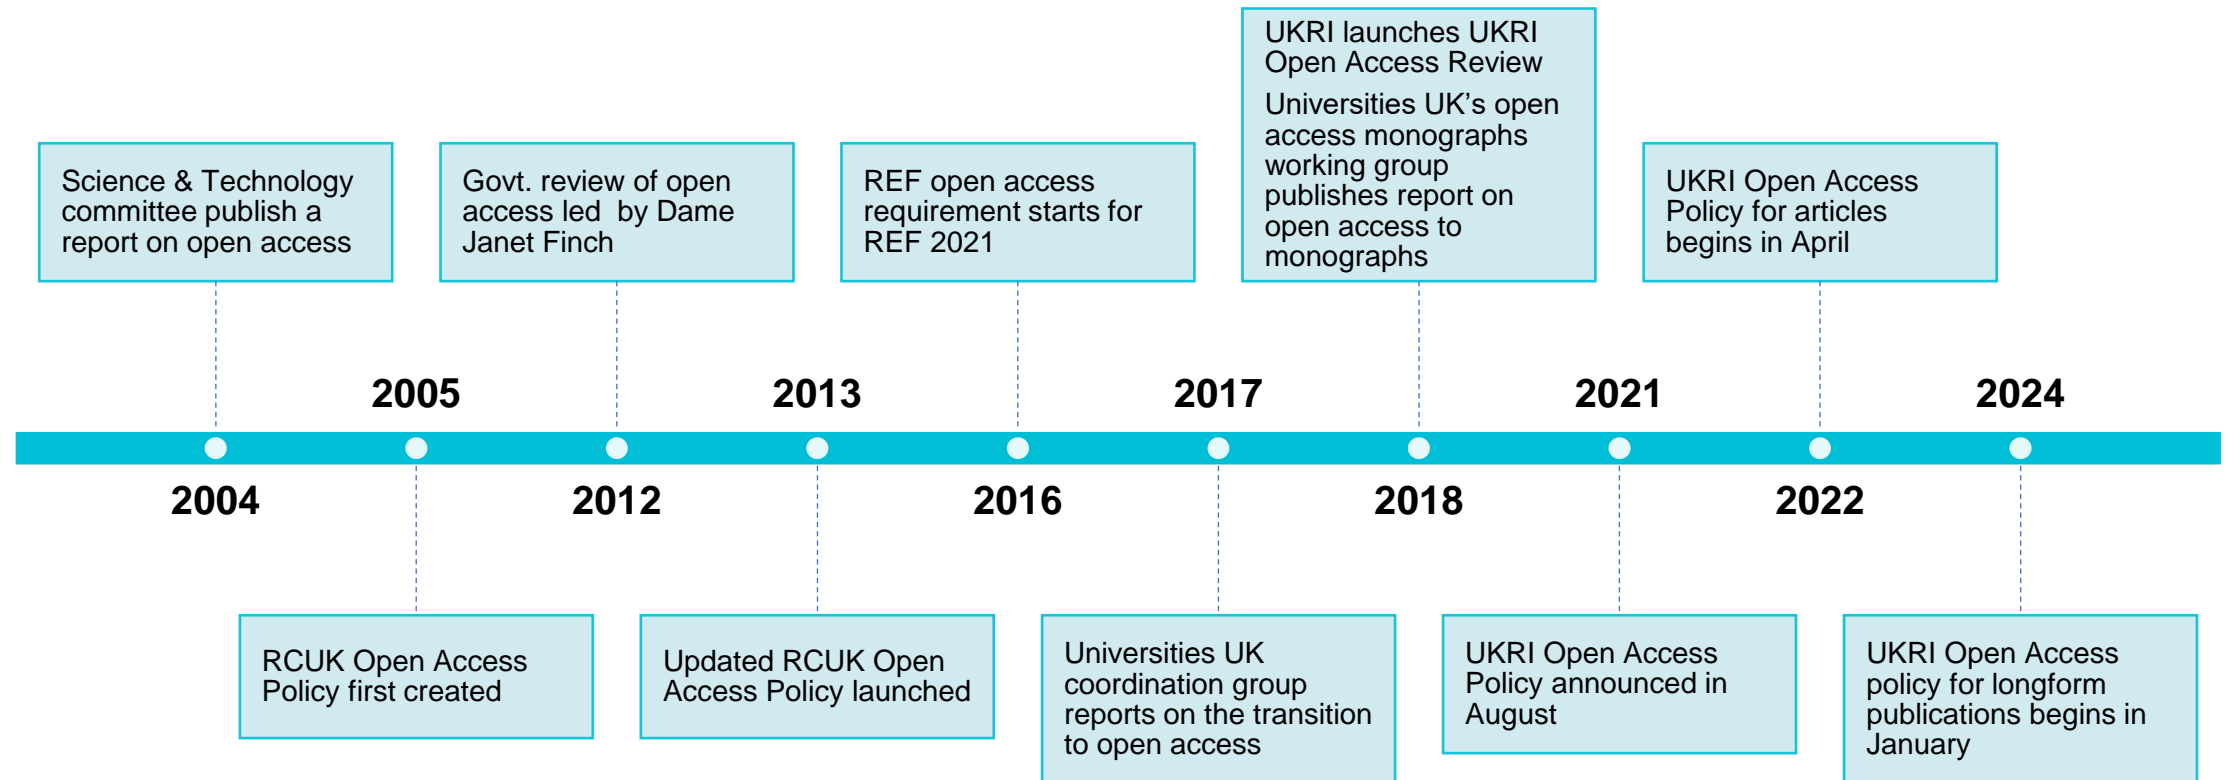 UKRI launches UKRI
Open Access Review
Universities UK’s open
access monographs
working group
publishes report on
open access to
monographs
Science & Technology
committee publish a
report on open access
Govt. review of open
access led  by Dame
Janet Finch
REF open access
requirement starts for
REF 2021
UKRI Open Access
Policy for articles
begins in April
2005
2013
2017
2021
2024
2004
2012
2016
2018
2022
RCUK Open Access
Policy first created
Updated RCUK Open
Access Policy launched
Universities UK
coordination group
reports on the transition
to open access
UKRI Open Access
Policy announced in
August
UKRI Open Access
policy for longform
publications begins in
January